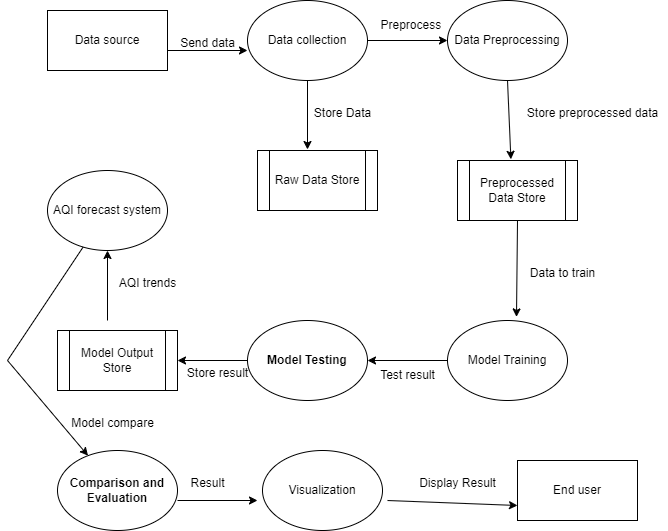 Data source
Send data
Data collection
Preprocess
Data Preprocessing
Store Data
Store preprocessed data
Raw Data Store
Preprocessed
Data Store
AQI forecast system
AQI trends
Data to train
Model Output
Store
Store result
Model Testing
Test result
Model Training
Model compare
Comparison and
Evaluation
Result
Visualization
Display Result
End user